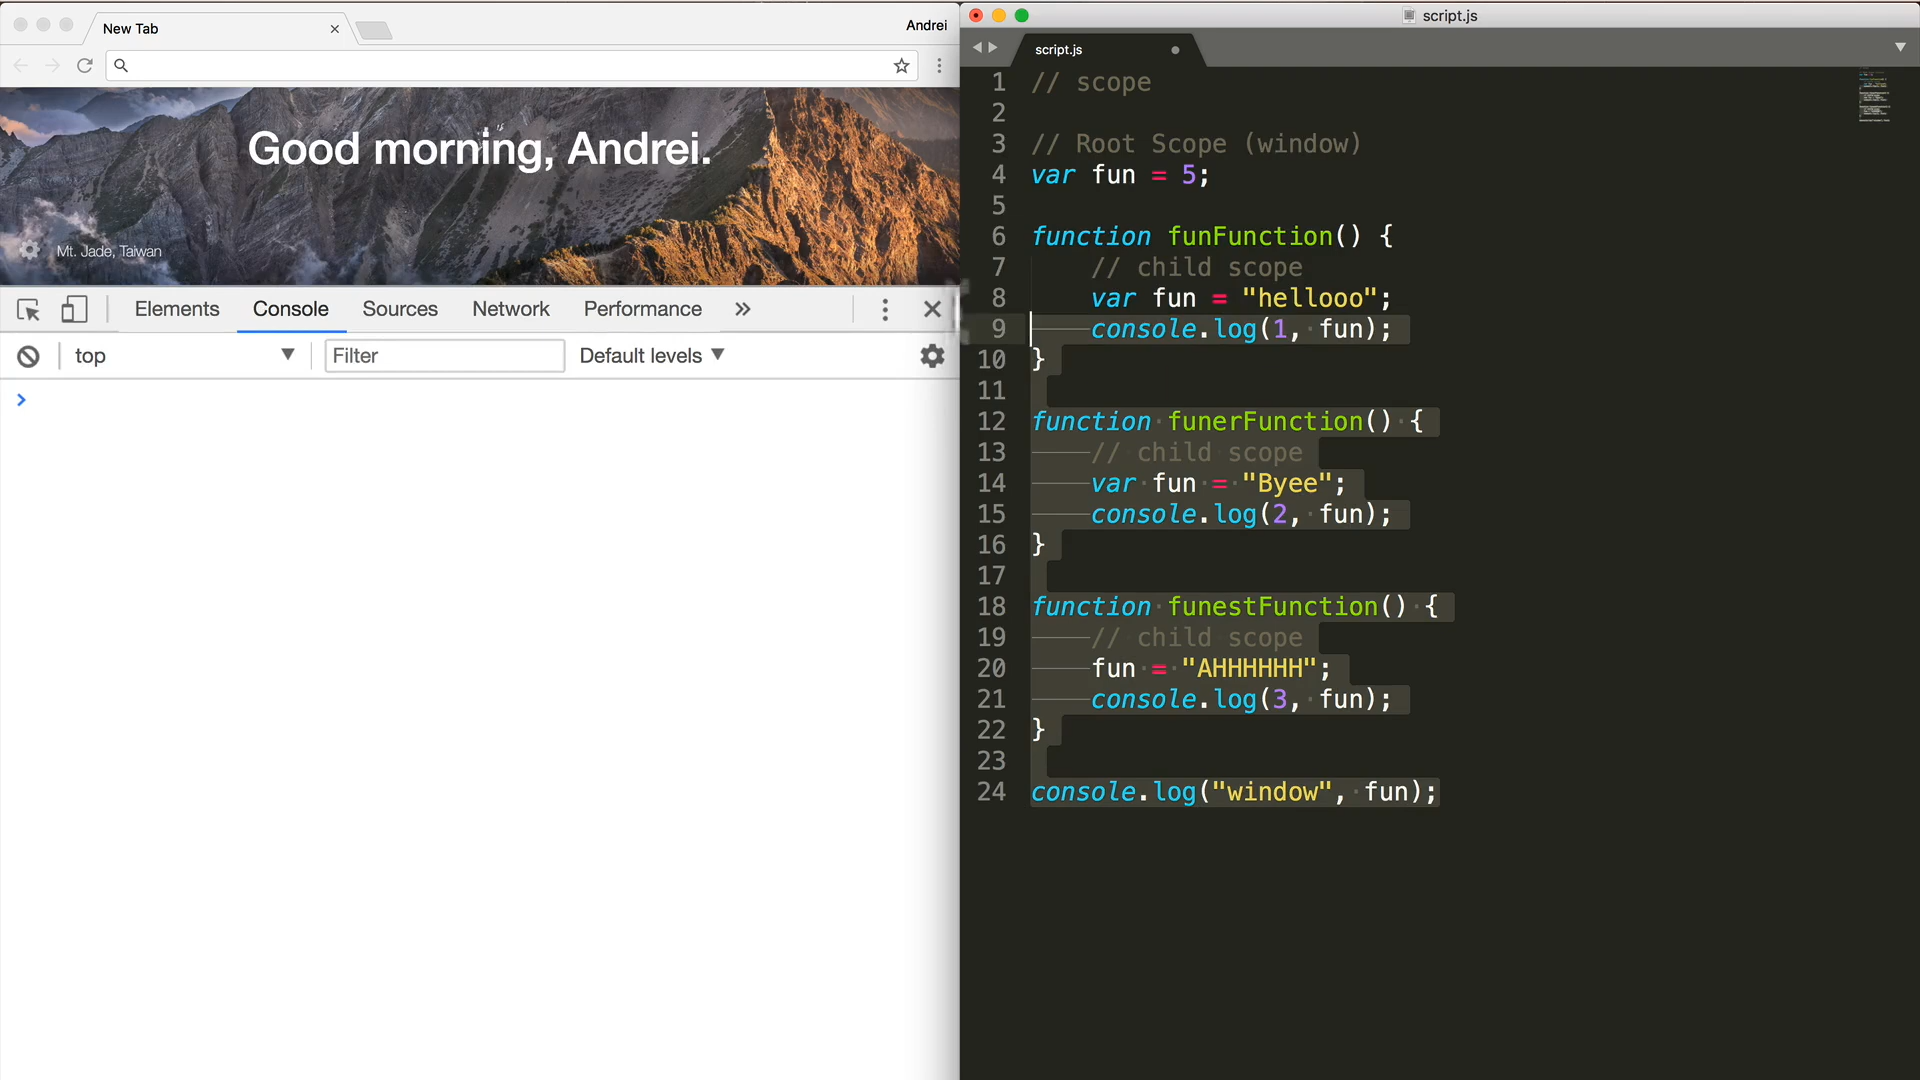 New Tab
Andrei
Good morning, Andrei.
Mt. Jade, Taiwan
Elements Console Sources Network Performance »
top Filter Default levels
>
script.js
script.js
1 // scope
2
3 // Root Scope (window)
4 var fun = 5;
5
6 function funFunction() {
7 // child scope
8 var fun = "hellooo";
9 console.log(1, fun);
10 }
11
12 function funerFunction() {
13 // child scope
14 var fun = "Byee";
15 console.log(2, fun);
16 }
17
18 function funestFunction() {
19 // child scope
20 fun = "AHHHHHH";
21 console.log(3, fun);
22 }
23
24 console.log("window", fun);